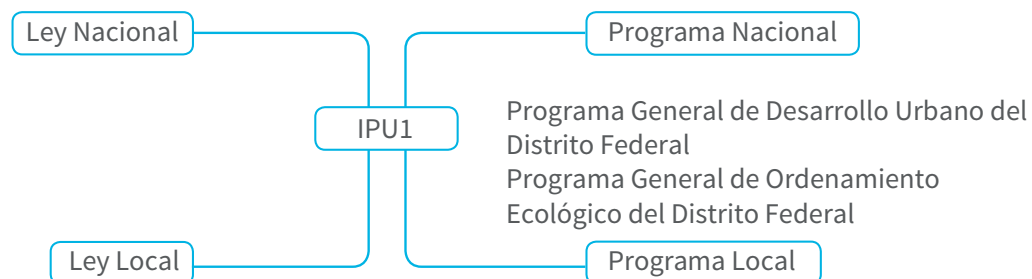 Ley Nacional
Programa Nacional
IPU1
Programa General de Desarrollo Urbano del
Distrito Federal
Programa General de Ordenamiento
Ecológico del Distrito Federal
Ley Local
Programa Local